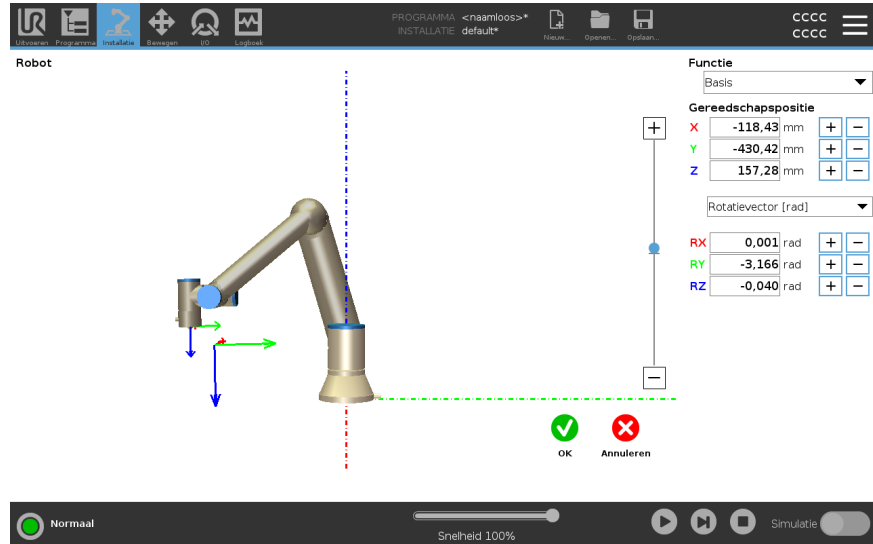 PROGRAMMA <naamloos>*
INSTALLATIE default*
cccc
cccc
Uitvoeren Programma Installatie Bewegen I/O Logboek Nieuw... Openen... Opslaan...
Robot
Functie
Basis
Gereedschapspositie
X -118,43 mm + −
Y -430,42 mm + −
Z 157,28 mm + −
Rotatievector [rad]
RX 0,001 rad + −
RY -3,166 rad + −
RZ -0,040 rad + −
OK Annuleren
Normaal
Snelheid 100%
Simulatie